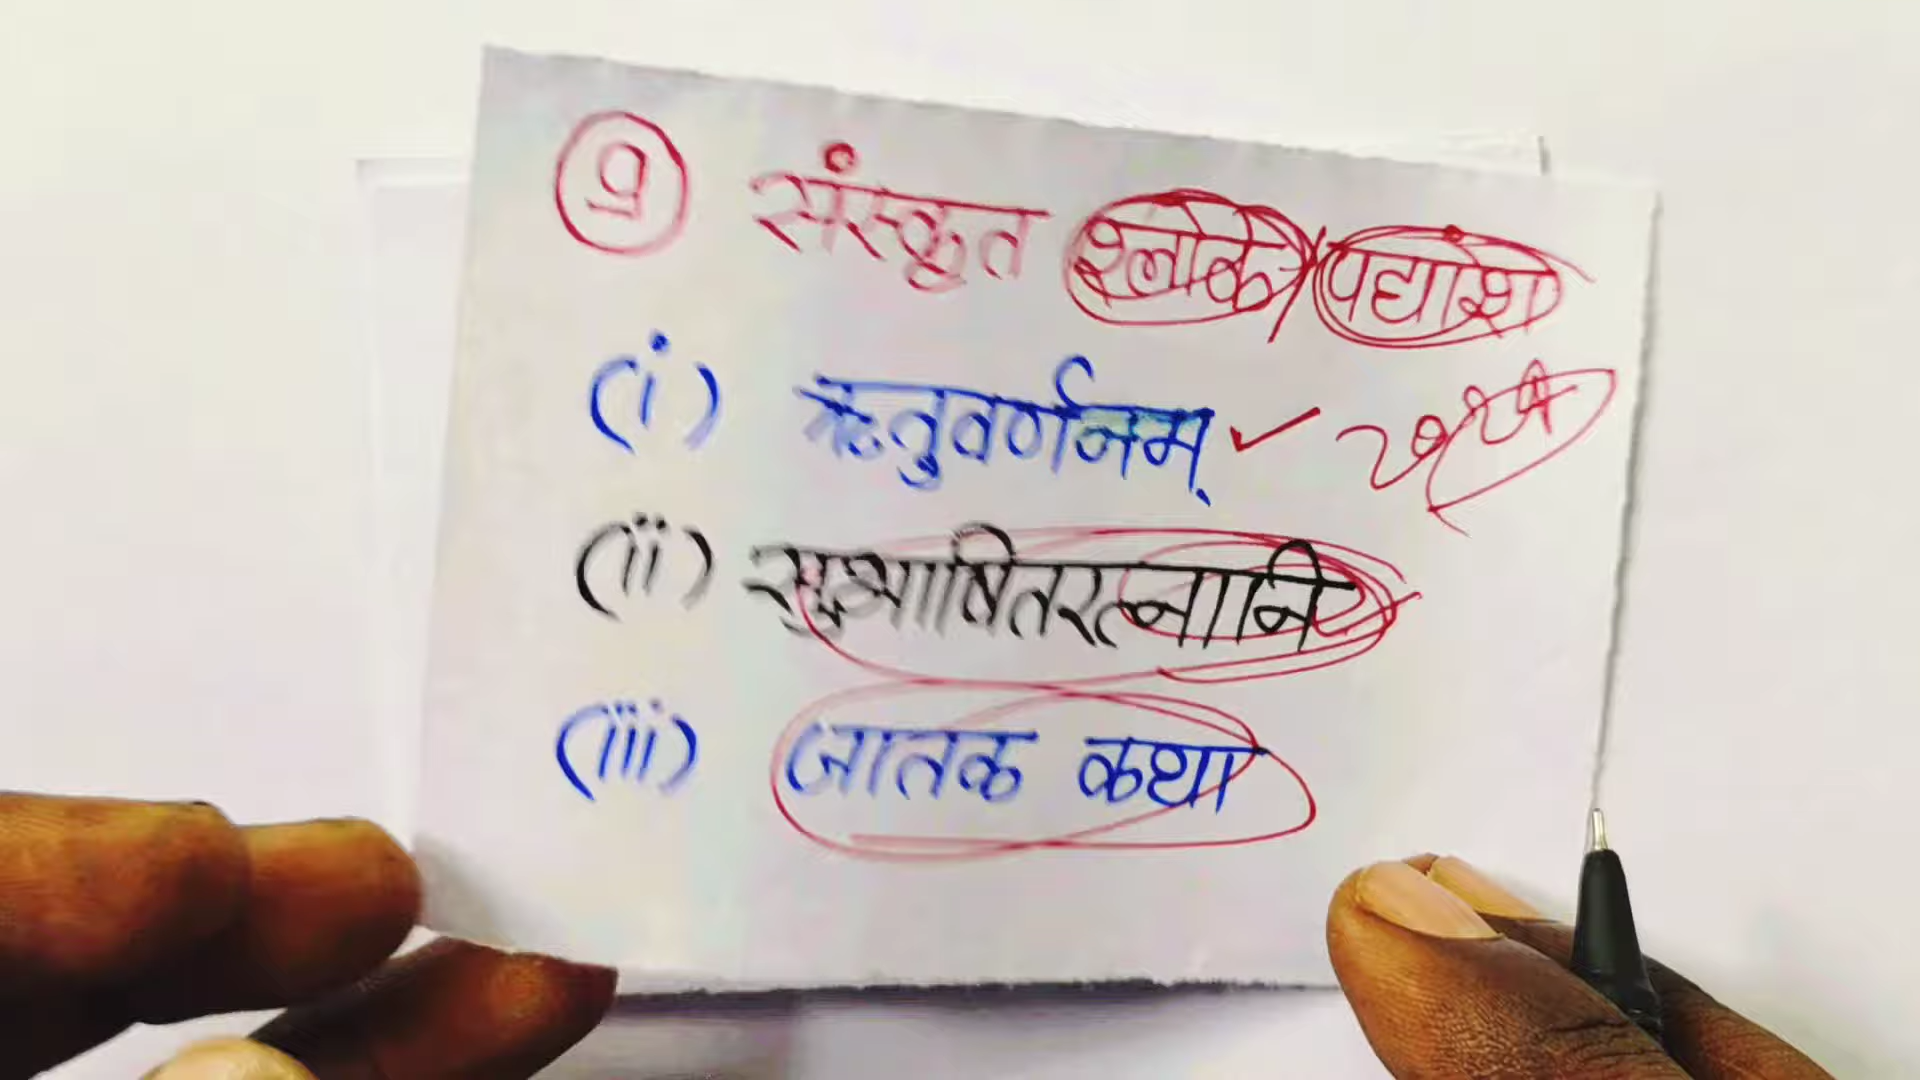 9 संस्कृत श्लोक/पद्यांश
(i) ऋतुवर्णनम् ✓
(ii) सुभाषितरत्नानि
(iii) जातक कथा